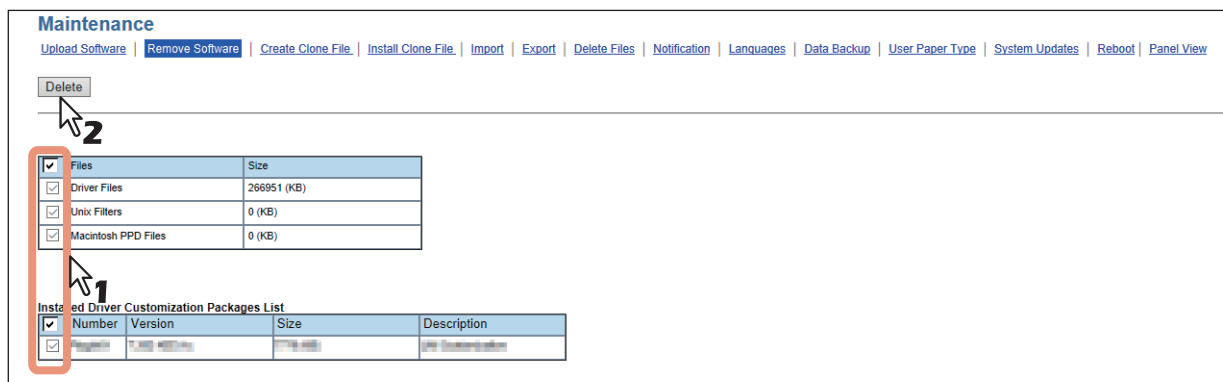 Maintenance
Upload Software | Remove Software | Create Clone File | Install Clone File | Import | Export | Delete Files | Notification | Languages | Data Backup | User Paper Type | System Updates | Reboot | Panel View
Delete
2
Files Size
Driver Files 266951 (KB)
Unix Filters 0 (KB)
Macintosh PPD Files 0 (KB)
1
Installed Driver Customization Packages List
Number Version Size Description